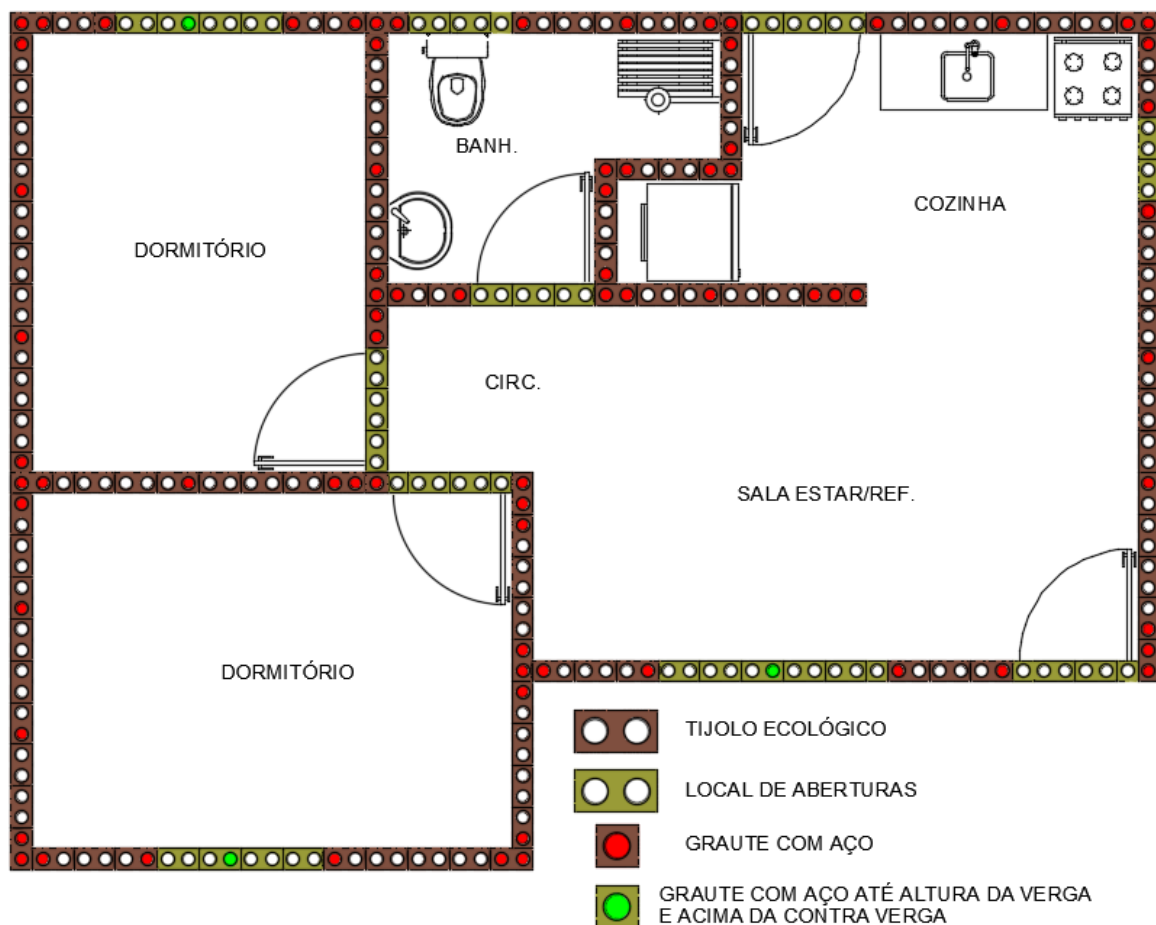 BANH.
COZINHA
DORMITÓRIO
CIRC.
SALA ESTAR/REF.
DORMITÓRIO
TIJOLO ECOLÓGICO
LOCAL DE ABERTURAS
GRAUTE COM AÇO
GRAUTE COM AÇO ATÉ ALTURA DA VERGA
E ACIMA DA CONTRA VERGA